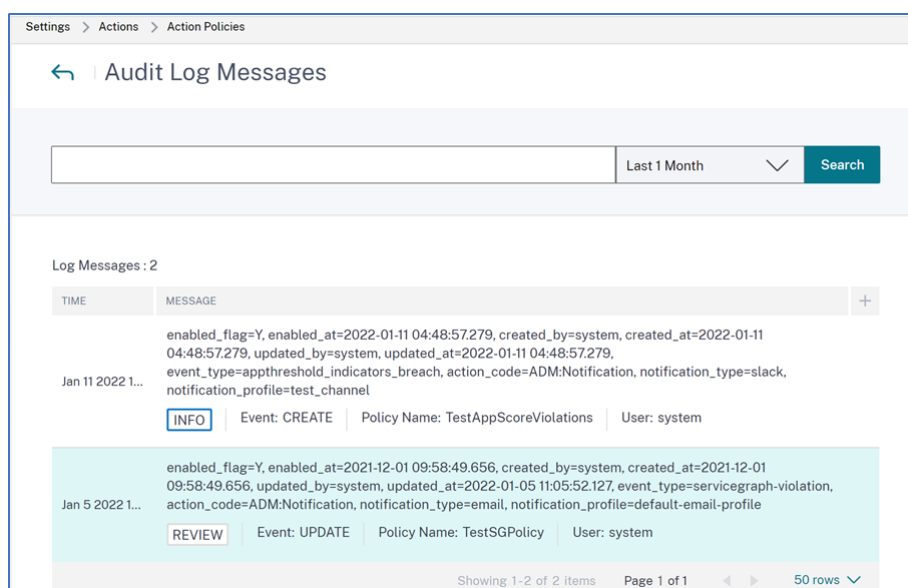 Settings > Actions > Action Policies
Audit Log Messages
Last 1 Month Search
Log Messages : 2
TIME MESSAGE +
enabled_flag=Y, enabled_at=2022-01-11 04:48:57.279, created_by=system, created_at=2022-01-11
04:48:57.279, updated_by=system, updated_at=2022-01-11 04:48:57.279,
event_type=appthreshold_indicators_breach, action_code=ADM:Notification, notification_type=slack,
Jan 11 2022 1...
notification_profile=test_channel
INFO Event: CREATE Policy Name: TestAppScoreViolations User: system
enabled_flag=Y, enabled_at=2021-12-01 09:58:49.656, created_by=system, created_at=2021-12-01
09:58:49.656, updated_by=system, updated_at=2022-01-05 11:05:52.127, event_type=servicegraph-violation,
Jan 5 2022 1... action_code=ADM:Notification, notification_type=email, notification_profile=default-email-profile
REVIEW Event: UPDATE Policy Name: TestSGPolicy User: system
Showing 1-2 of 2 items Page 1 of 1 50 rows